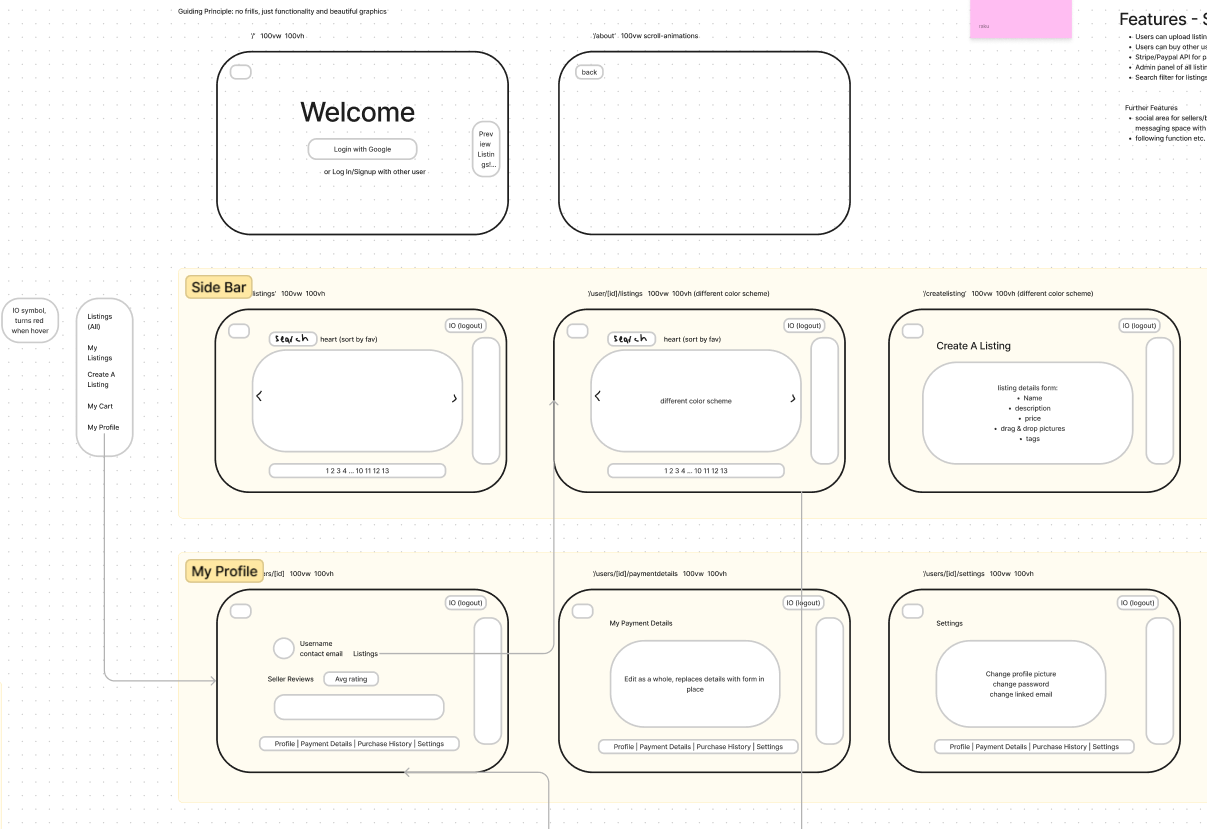 Guiding Principle: no frills, just functionality and beautiful graphics
'/' 100vw 100vh
Welcome
Login with Google
or Log In/Signup with other user
Prev
iew
Listin
gs!...
'/about' 100vw scroll-animations
back
Features - S
• Users can upload listin
• Users can buy other us
• Stripe/Paypal API for p
• Admin panel of all listin
• Search filter for listings
Further Features
• social area for sellers/b
messaging space with
• following function etc.
IO symbol,
turns red
when hover
Listings
(All)
My
Listings
Create A
Listing
My Cart
My Profile
Side Bar
listings' 100vw 100vh
IO (logout)
search
heart (sort by fav)
1 2 3 4 ... 10 11 12 13
'/user/[id]/listings 100vw 100vh (different color scheme)
IO (logout)
search
heart (sort by fav)
different color scheme
1 2 3 4 ... 10 11 12 13
'/createlisting' 100vw 100vh (different color scheme)
IO (logout)
Create A Listing
listing details form:
• Name
• description
• price
• drag & drop pictures
• tags
My Profile
ers/[id] 100vw 100vh
IO (logout)
Username
contact email Listings
Seller Reviews
Avg rating
Profile | Payment Details | Purchase History | Settings
'/users/[id]/paymentdetails 100vw 100vh
IO (logout)
My Payment Details
Edit as a whole, replaces details with form in
place
Profile | Payment Details | Purchase History | Settings
'/users/[id]/settings 100vw 100vh
IO (logout)
Settings
Change profile picture
change password
change linked email
Profile | Payment Details | Purchase History | Settings